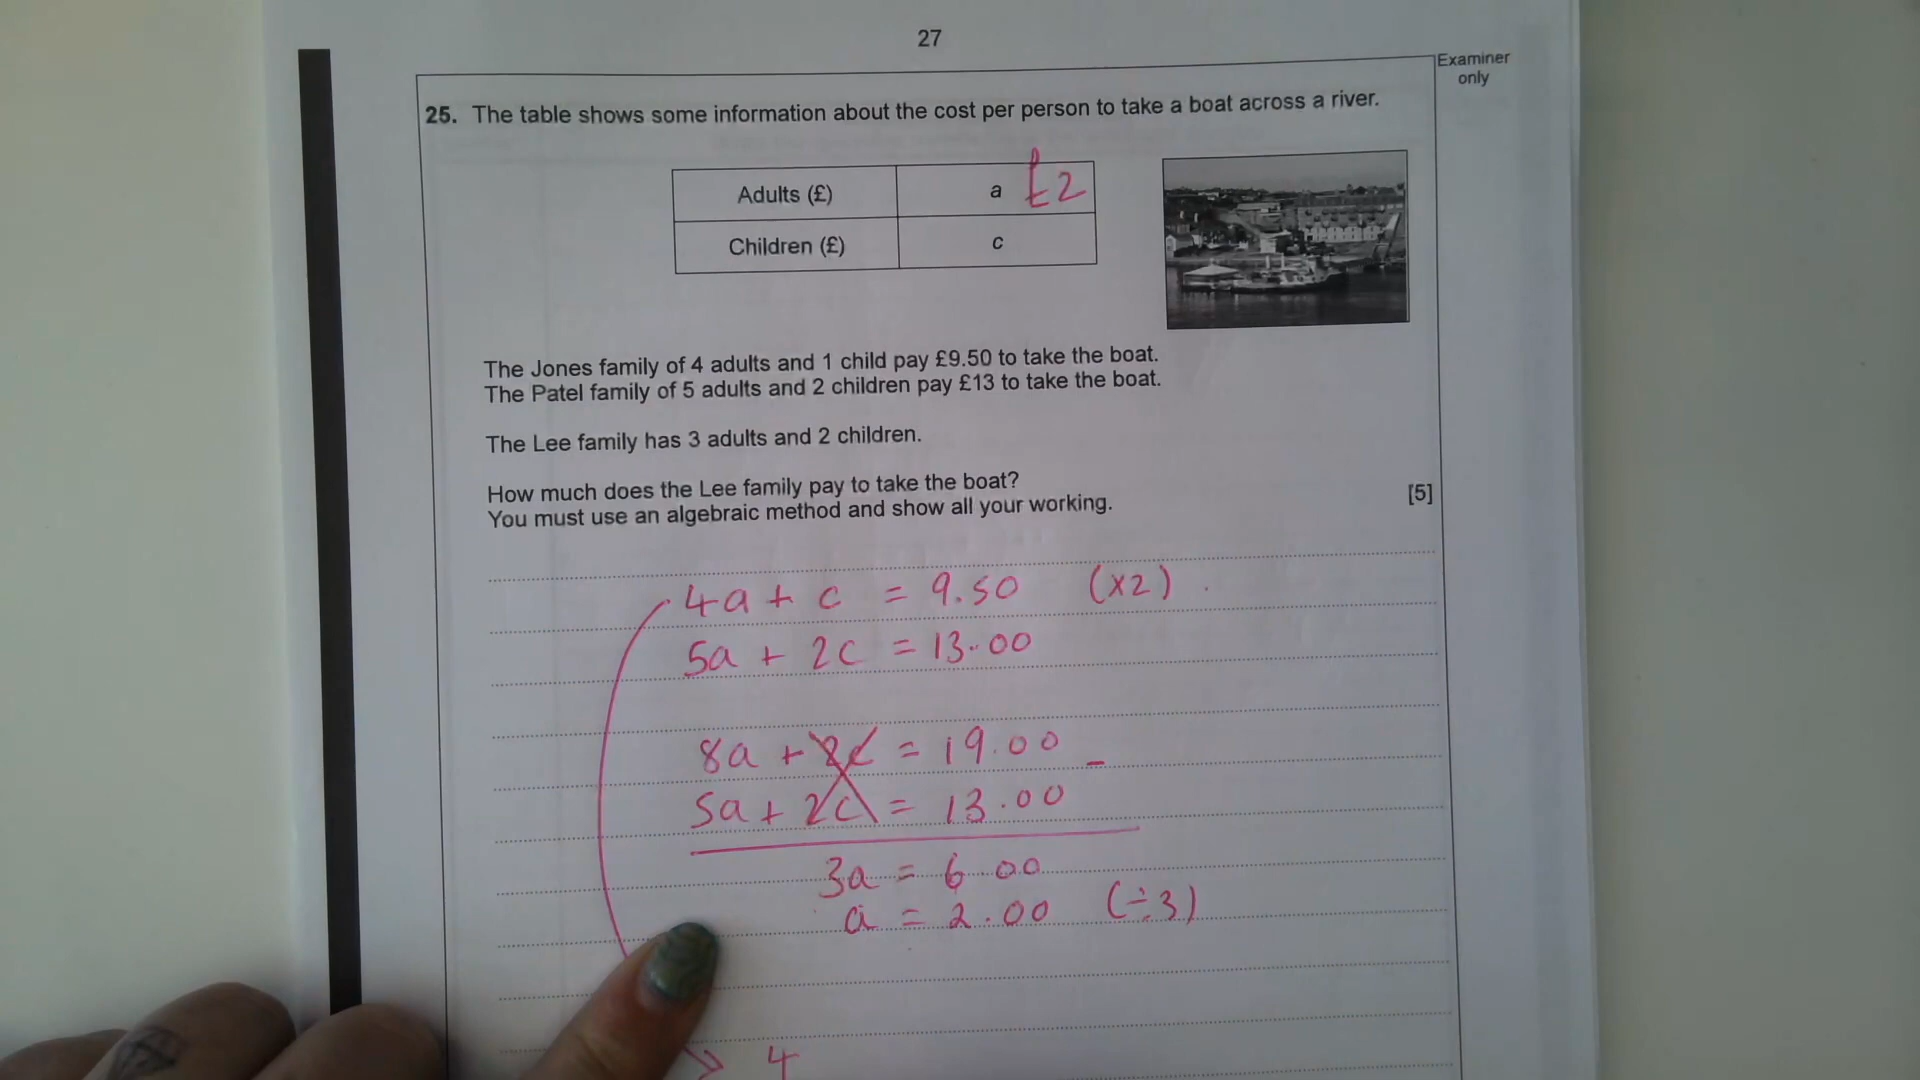 27
Examiner
only
25. The table shows some information about the cost per person to take a boat across a river.
Adults (£) a £2
Children (£) c
The Jones family of 4 adults and 1 child pay £9.50 to take the boat.
The Patel family of 5 adults and 2 children pay £13 to take the boat.
The Lee family has 3 adults and 2 children.
How much does the Lee family pay to take the boat?
You must use an algebraic method and show all your working. [5]
4a + c = 9.50 (×2)
5a + 2c = 13.00
8a + 2c = 19.00 -
5a + 2c = 13.00
3a = 6.00
a = 2.00 (÷3)
4